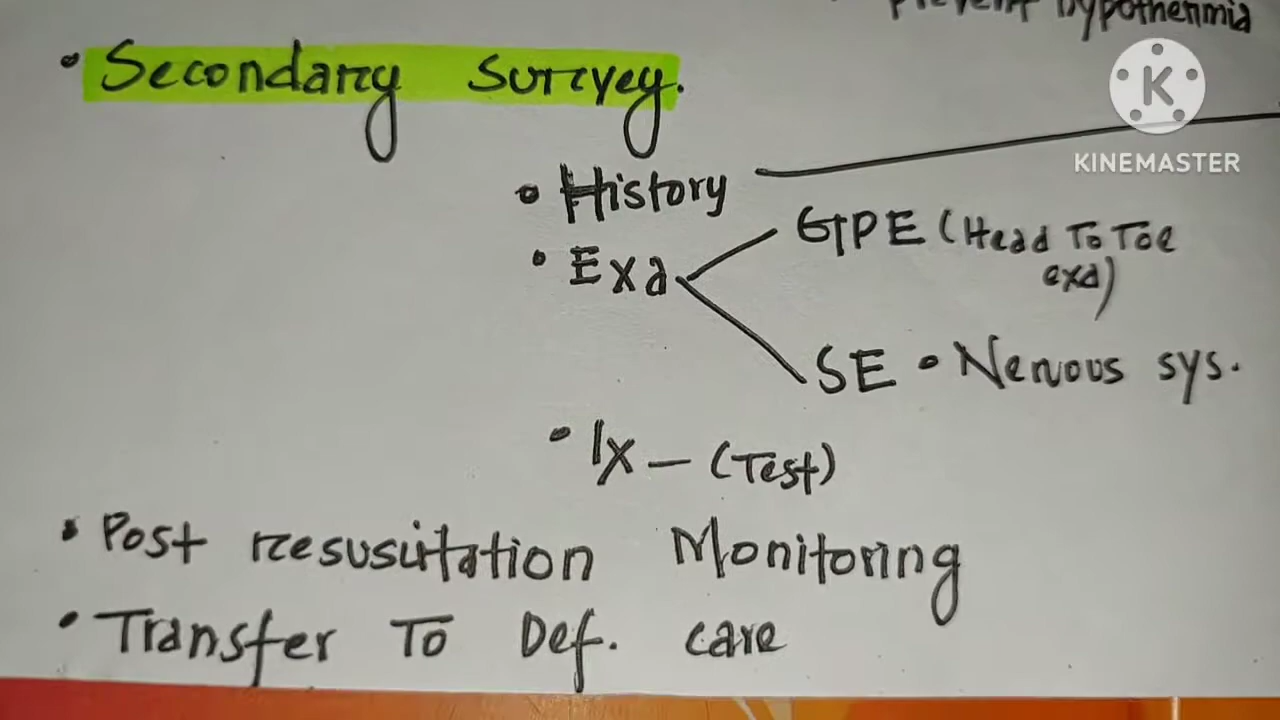 Prevent hypothermia
• Secondary survey.
• History
• Exa
GPE (Head To Toe
exa)
SE • Nervous sys.
• Ix – (Test)
• Post resusitation Monitoring
• Transfer To Def. care
K
KINEMASTER